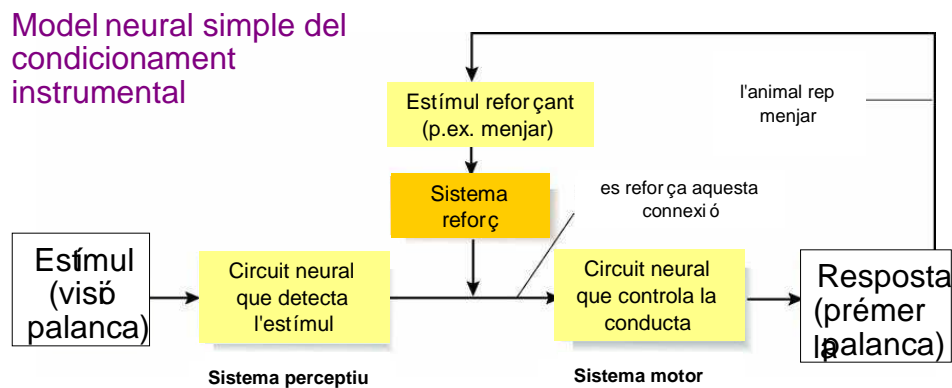 Model neural simple del
condicionament
instrumental
Estímul reforçant
(p.ex. menjar)
l'animal rep
menjar
Sistema
reforç
es reforça aquesta
connexió
Estímul
(visió
palanca)
Circuit neural
que detecta
l'estímul
Circuit neural
que controla la
conducta
Resposta
(prémer
la palanca)
Sistema perceptiu
Sistema motor